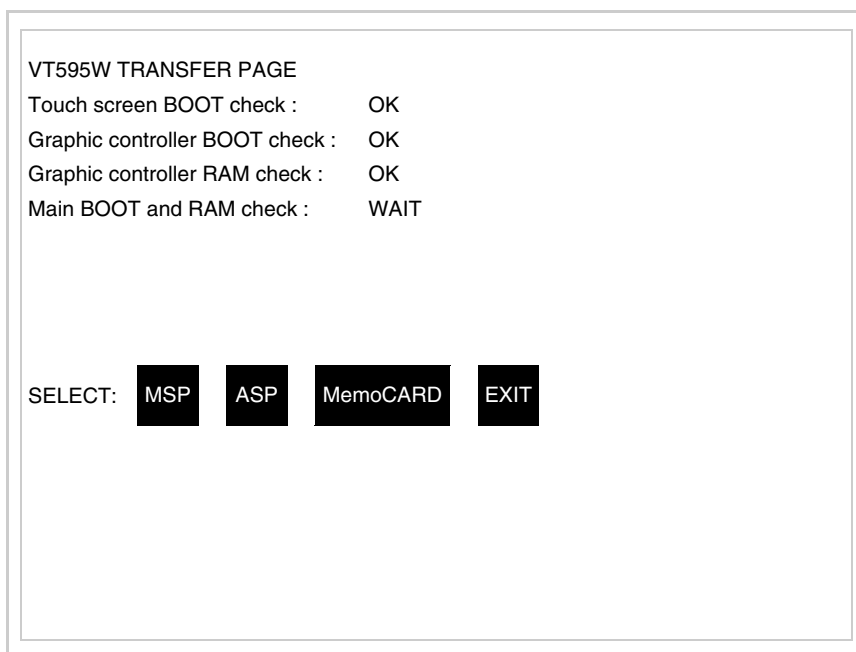 VT595W TRANSFER PAGE
Touch screen BOOT check : OK
Graphic controller BOOT check : OK
Graphic controller RAM check : OK
Main BOOT and RAM check : WAIT
SELECT: MSP ASP MemoCARD EXIT